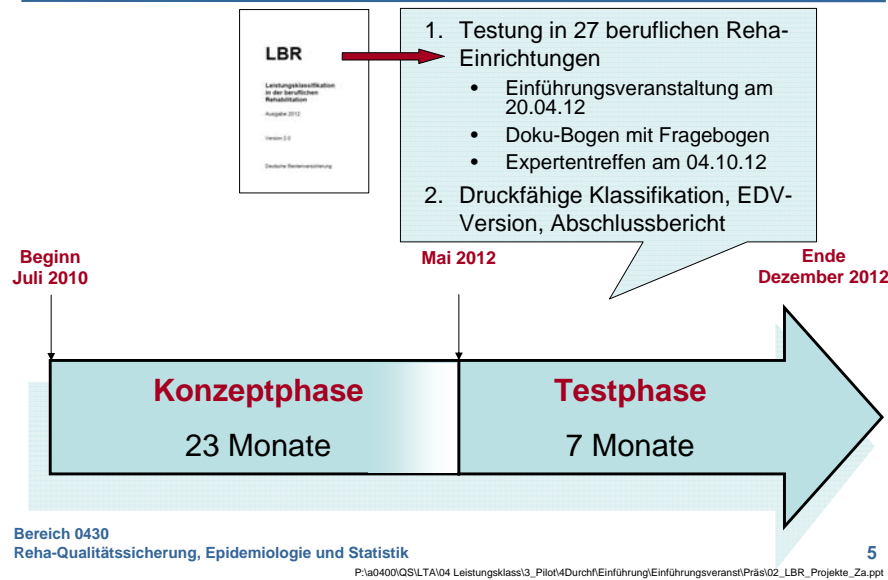 LBR
Leistungsklassifikation
in der beruflichen
Rehabilitation
Ausgabe 2012
Version 2.0
Deutsche Rentenversicherung
1. Testung in 27 beruflichen Reha-
Einrichtungen
• Einführungsveranstaltung am
20.04.12
• Doku-Bogen mit Fragebogen
• Expertentreffen am 04.10.12
2. Druckfähige Klassifikation, EDV-
Version, Abschlussbericht
Beginn
Juli 2010
Mai 2012
Ende
Dezember 2012
Konzeptphase
23 Monate
Testphase
7 Monate
Bereich 0430
Reha-Qualitätssicherung, Epidemiologie und Statistik
5
P:\a0400\QS\LTA\04 Leistungsklass\3_Pilot\4Durchf\Einführung\Einführungsveranst\Präs\02_LBR_Projekte_Za.ppt